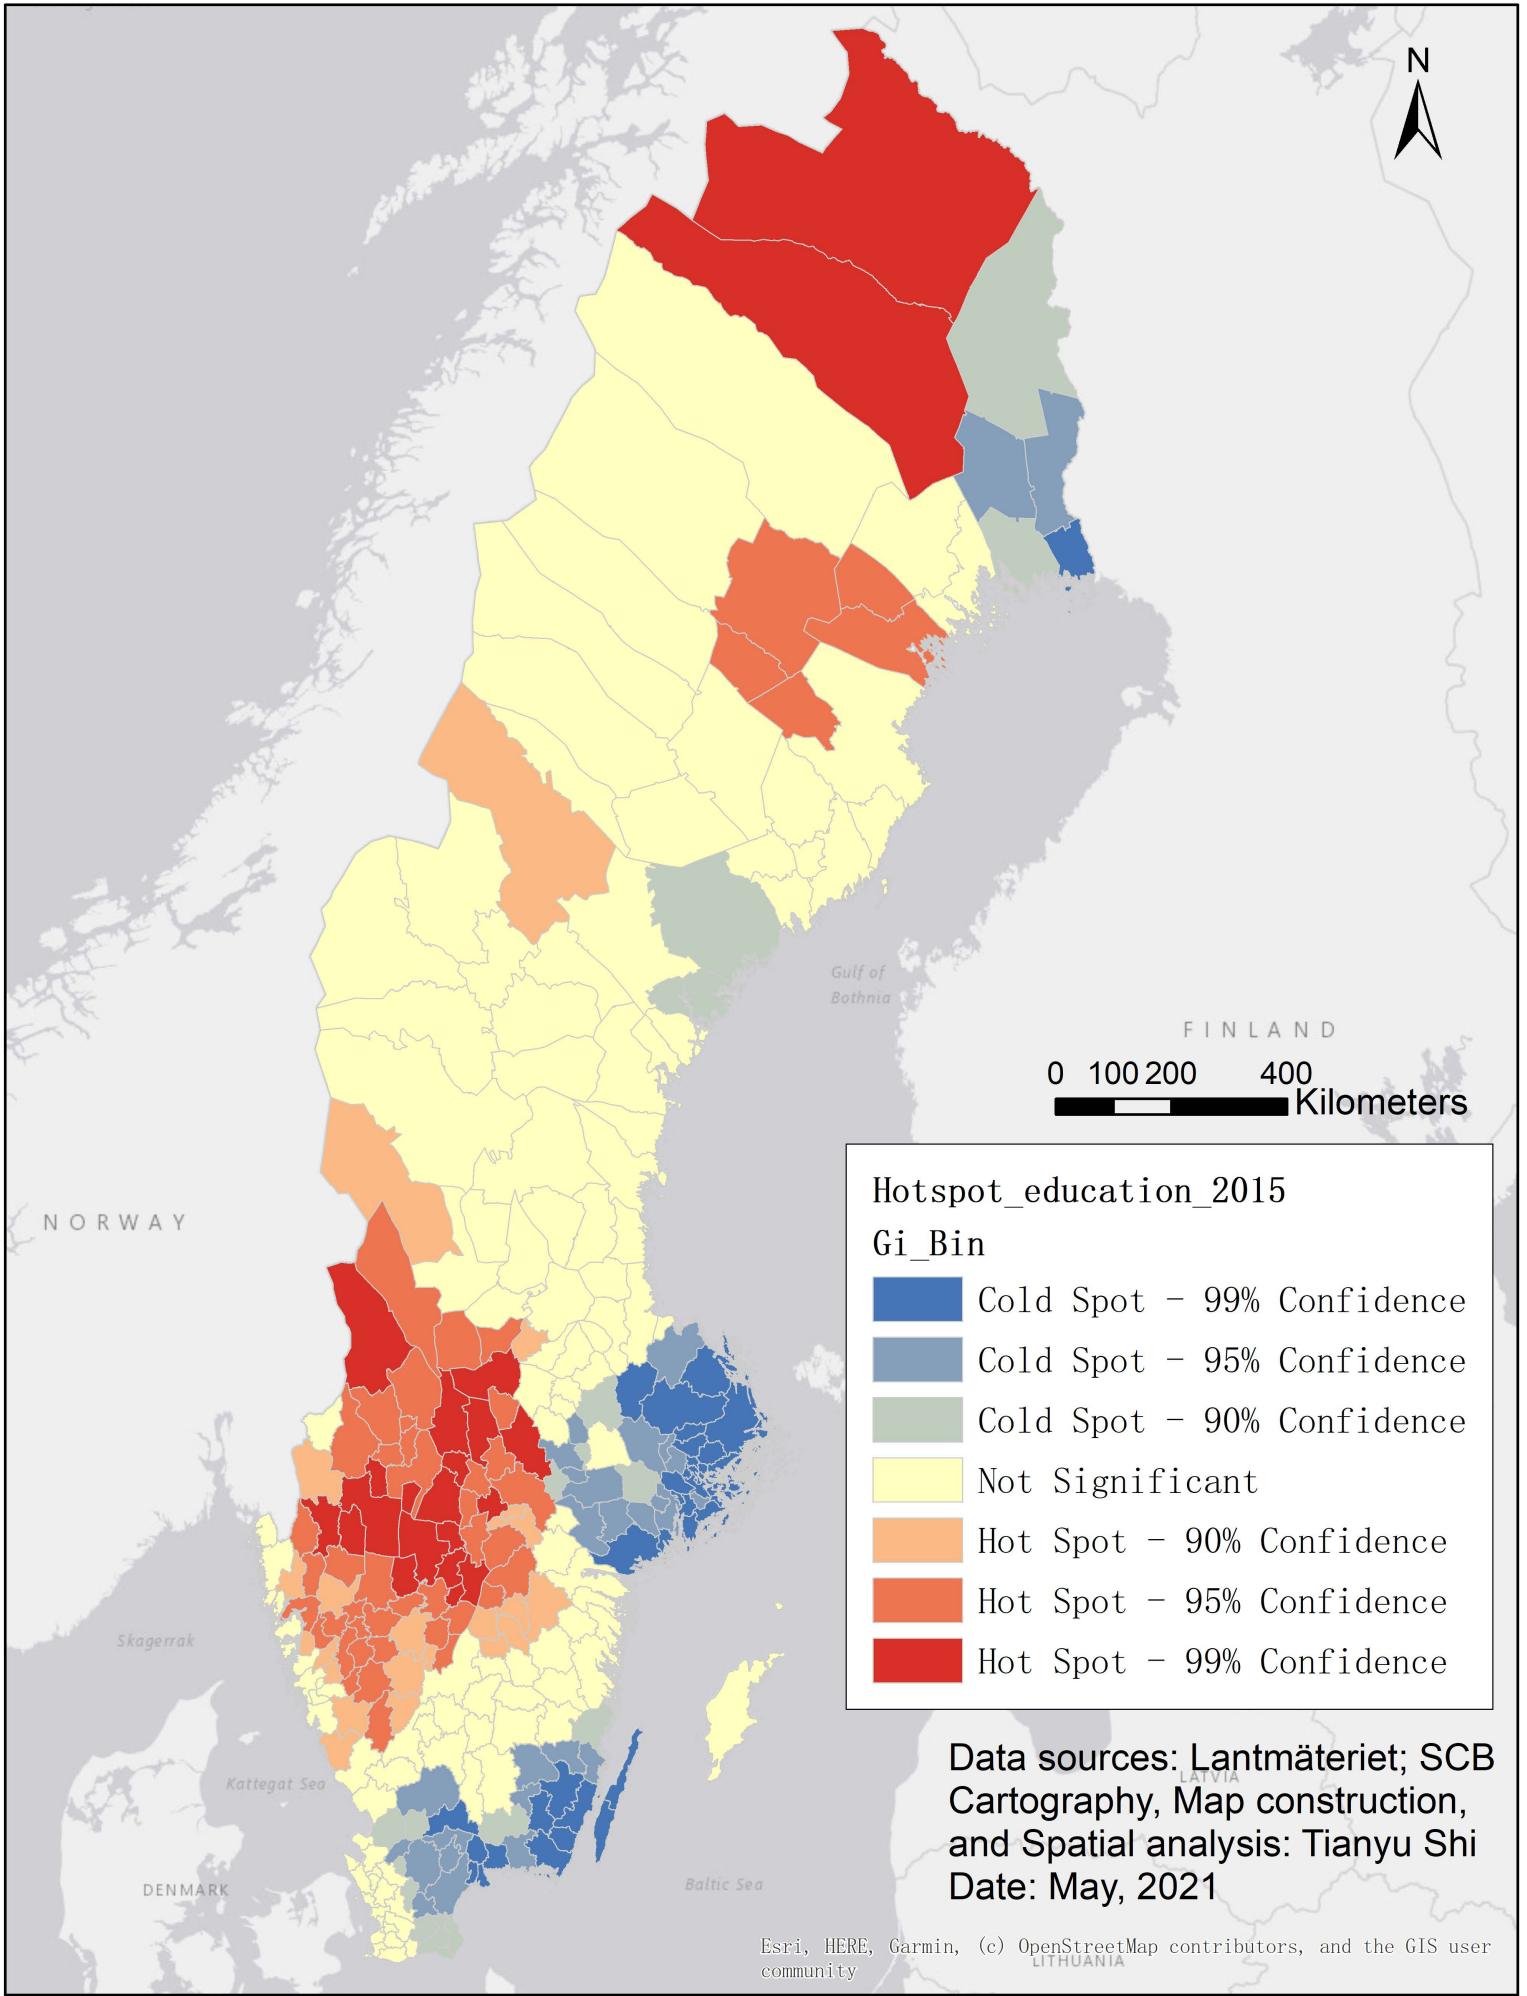 N
Gulf of
Bothnia
FINLAND
0 100 200 400
Kilometers
NORWAY
Hotspot_education_2015
Gi_Bin
Cold Spot - 99% Confidence
Cold Spot - 95% Confidence
Cold Spot - 90% Confidence
Not Significant
Hot Spot - 90% Confidence
Hot Spot - 95% Confidence
Hot Spot - 99% Confidence
Skagerrak
Kattegat Sea
DENMARK
Baltic Sea
LATVIA
Data sources: Lantmäteriet; SCB
Cartography, Map construction,
and Spatial analysis: Tianyu Shi
Date: May, 2021
Esri, HERE, Garmin, (c) OpenStreetMap contributors, and the GIS user
community
LITHUANIA